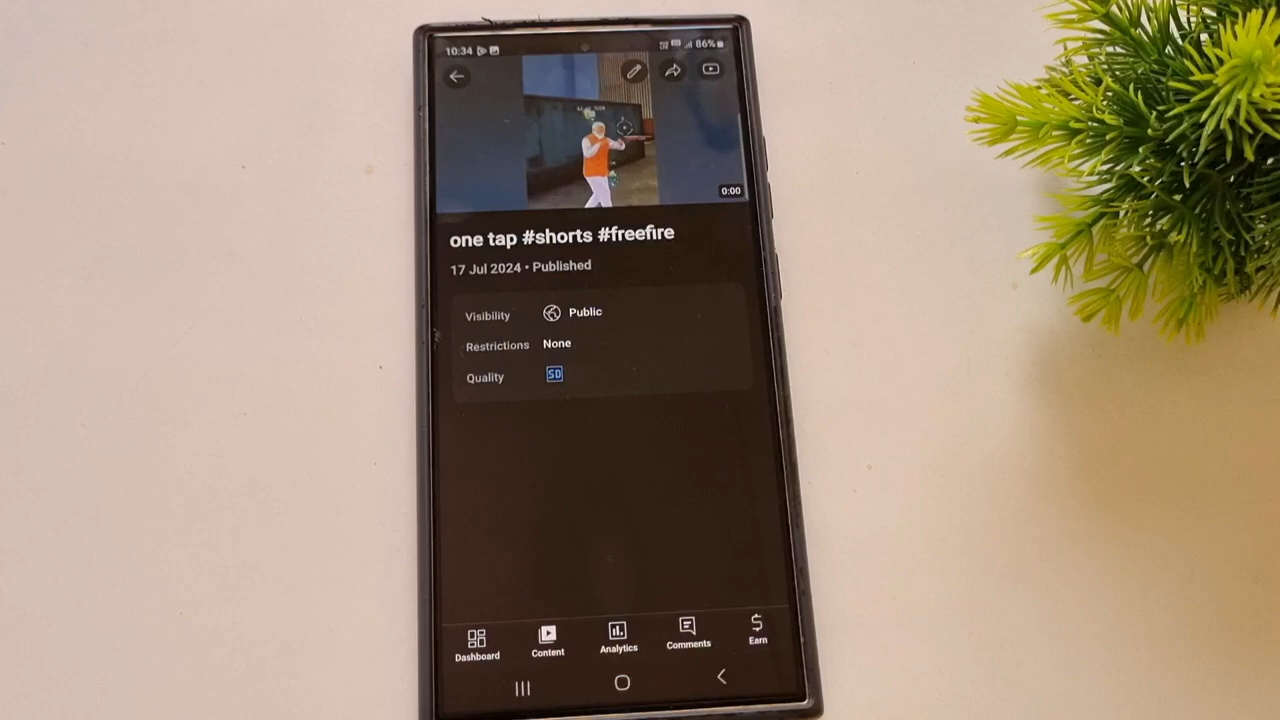 10:34 86%
0:00
one tap #shorts #freefire
17 Jul 2024 • Published
Visibility Public
Restrictions None
Quality SD
Dashboard Content Analytics Comments Earn